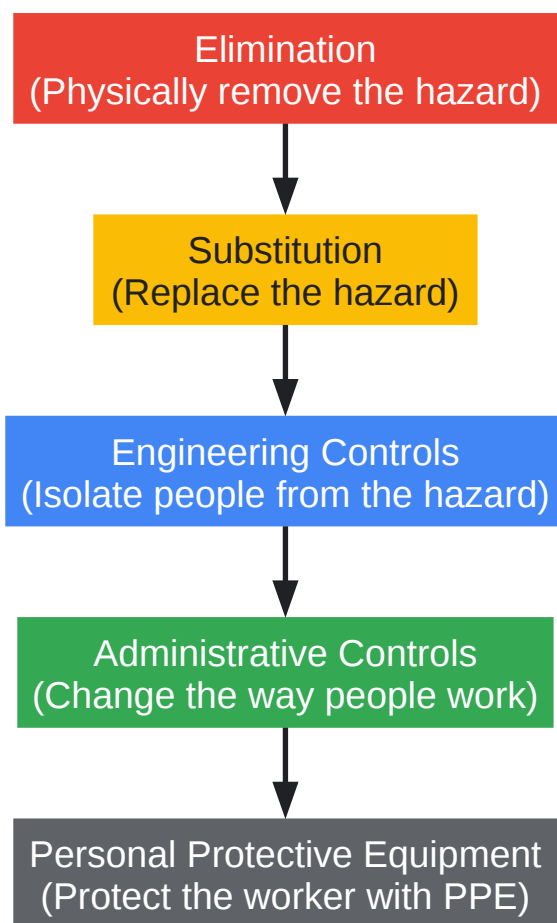 Elimination
(Physically remove the hazard)
Substitution
(Replace the hazard)
Engineering Controls
(Isolate people from the hazard)
Administrative Controls
(Change the way people work)
Personal Protective Equipment
(Protect the worker with PPE)